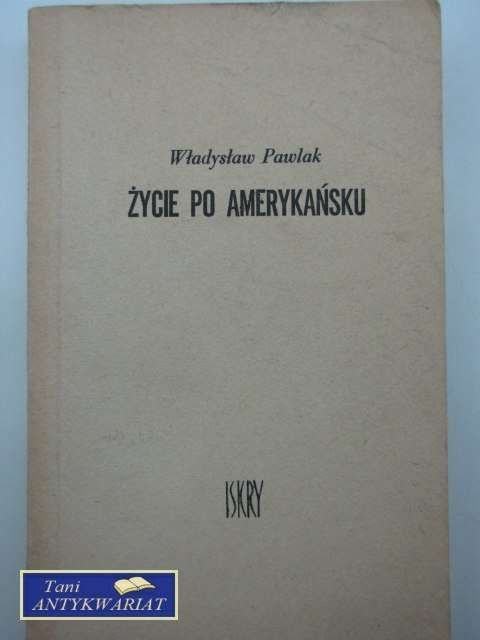 Władysław Pawlak
ŻYCIE PO AMERYKAŃSKU
ISKRY
Tani
ANTYKWARIAT